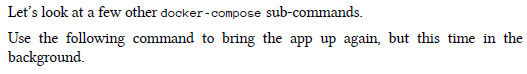 Let’s look at a few other docker-compose sub-commands.
Use the following command to bring the app up again, but this time in the
background.